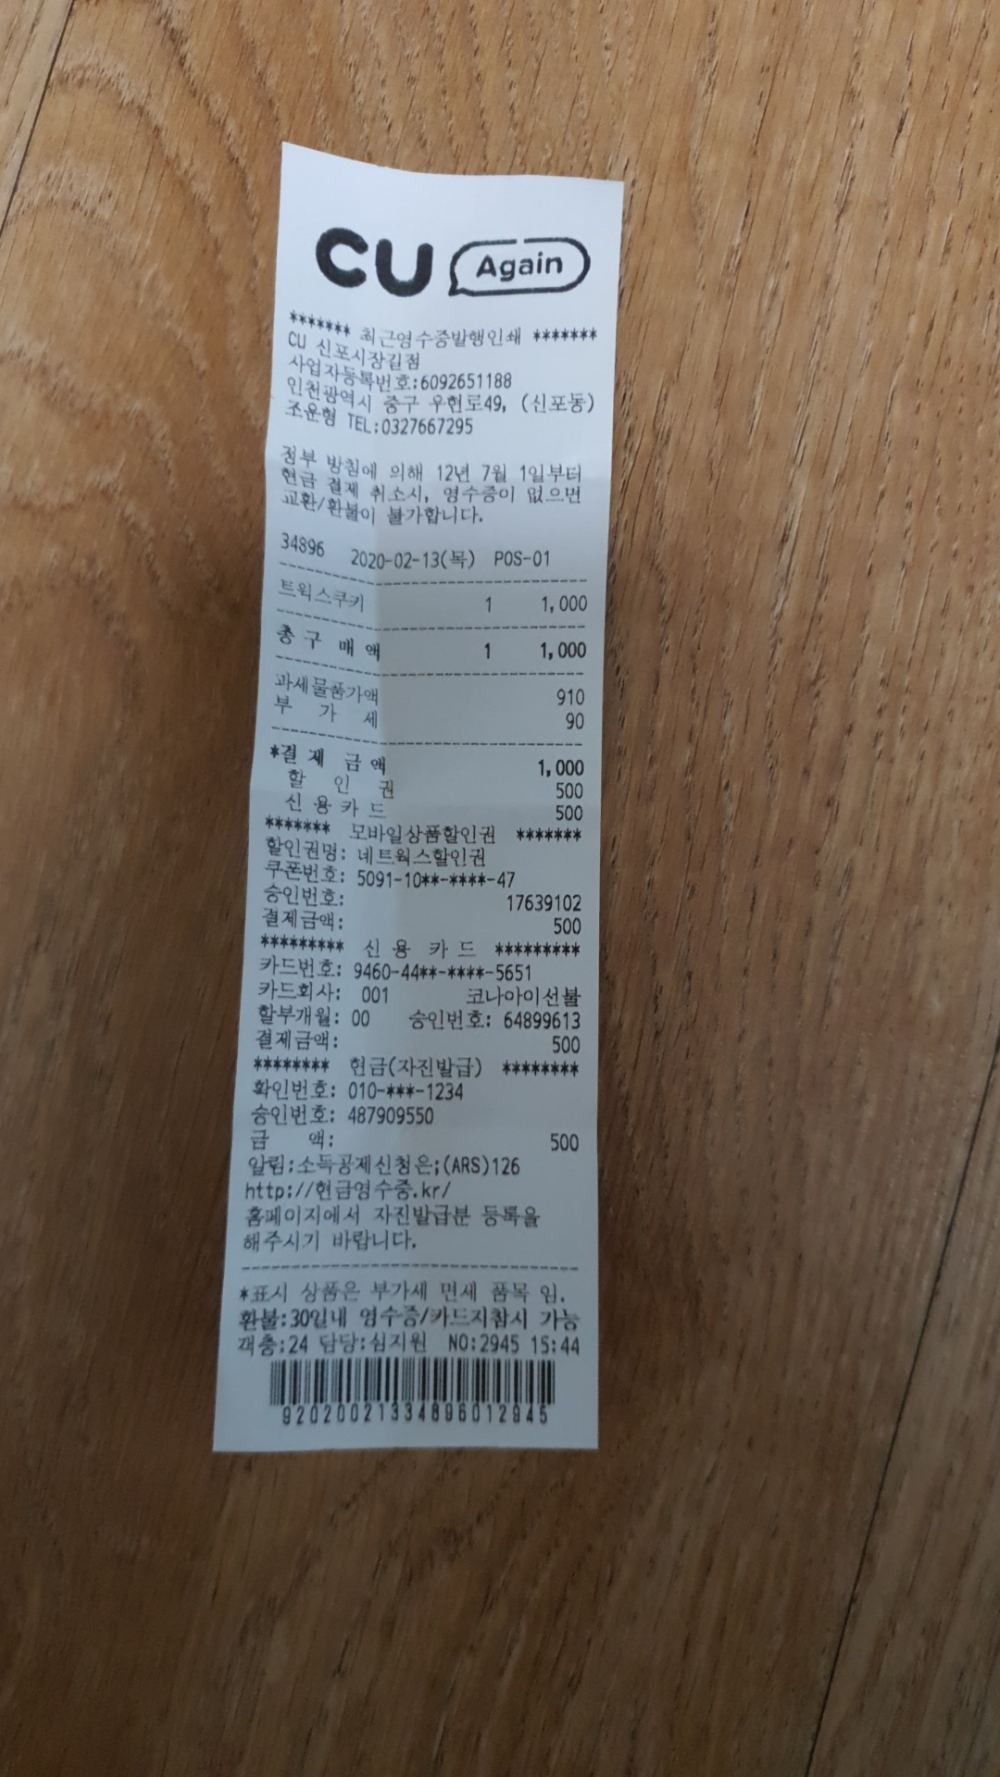 CU Again
******* 최근영수증발행인쇄 *******
CU 신포시장길점
사업자등록번호:6092651188
인천광역시 중구 우현로49, (신포동)
조운형 TEL:0327667295
정부 방침에 의해 12년 7월 1일부터
현금 결제 취소시, 영수증이 없으면
교환/환불이 불가합니다.
34896 2020-02-13(목) POS-01
트윅스쿠키 1 1,000
총 구 매 액 1 1,000
과세물품가액 910
부 가 세 90
*결 제 금 액 1,000
할 인 권 500
신 용 카 드 500
******* 모바일상품할인권 *******
할인권명: 네트웍스할인권
쿠폰번호: 5091-10**-****-47
승인번호: 17639102
결제금액: 500
********* 신 용 카 드 *********
카드번호: 9460-44**-****-5651
카드회사: 001 코나아이선불
할부개월: 00 승인번호: 64899613
결제금액: 500
******** 현금(자진발급) ********
확인번호: 010-***-1234
승인번호: 487909550
금 액: 500
알림:소득공제신청은;(ARS)126
http://현금영수증.kr/
홈페이지에서 자진발급분 등록을
해주시기 바랍니다.
*표시 상품은 부가세 면세 품목 임.
환불:30일내 영수증/카드지참시 가능
객층:24 담당:심지원 NO:2945 15:44
92020021334896012945